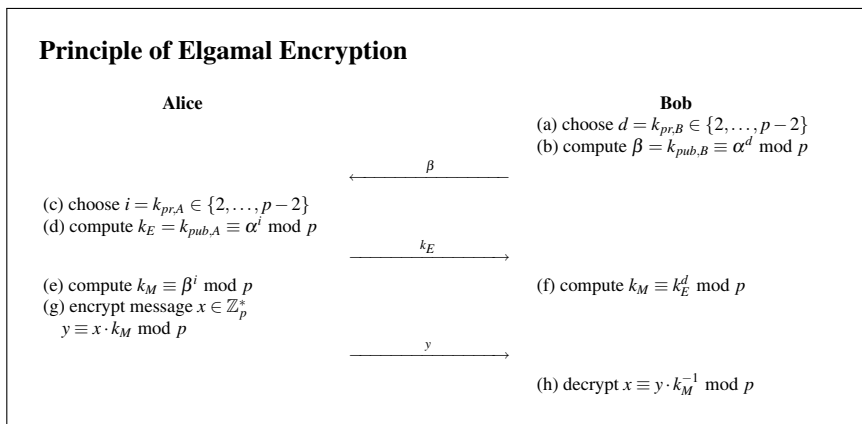 Principle of Elgamal Encryption
Alice Bob
(a) choose d = k_{pr,B} ∈ {2,...,p−2}
(b) compute β = k_{pub,B} ≡ α^d mod p
β
(c) choose i = k_{pr,A} ∈ {2,...,p−2}
(d) compute k_E = k_{pub,A} ≡ α^i mod p
k_E
(e) compute k_M ≡ β^i mod p (f) compute k_M ≡ k_E^d mod p
(g) encrypt message x ∈ ℤ_p^*
y ≡ x · k_M mod p
y
(h) decrypt x ≡ y · k_M^{−1} mod p